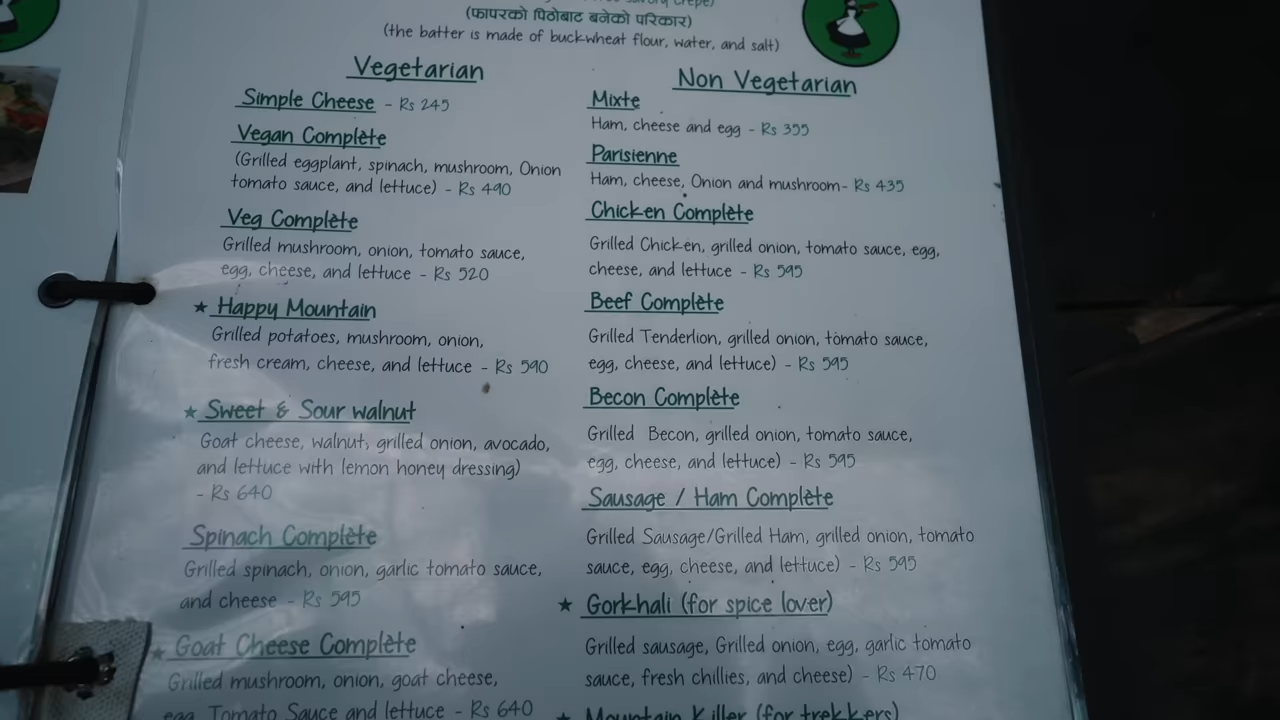 savory crepe)
(फापरको पिठोबाट बनेको परिकार)
(the batter is made of buckwheat flour, water, and salt)
Vegetarian
Simple Cheese - Rs 245
Vegan Complète
(Grilled eggplant, spinach, mushroom, Onion
tomato sauce, and lettuce) - Rs 490
Veg Complète
Grilled mushroom, onion, tomato sauce,
egg, cheese, and lettuce - Rs 520
★ Happy Mountain
Grilled potatoes, mushroom, onion,
fresh cream, cheese, and lettuce - Rs 590
★ Sweet & Sour walnut
Goat cheese, walnut, grilled onion, avocado,
and lettuce with lemon honey dressing)
- Rs 640
Spinach Complète
Grilled spinach, onion, garlic tomato sauce,
and cheese - Rs 595
★ Goat Cheese Complète
Grilled mushroom, onion, goat cheese,
egg, Tomato Sauce and lettuce - Rs 640
Non Vegetarian
Mixte
Ham, cheese and egg - Rs 355
Parisienne
Ham, cheese, Onion and mushroom- Rs 435
Chicken Complète
Grilled Chicken, grilled onion, tomato sauce, egg,
cheese, and lettuce - Rs 595
Beef Complète
Grilled Tenderlion, grilled onion, tomato sauce,
egg, cheese, and lettuce) - Rs 595
Becon Complète
Grilled Becon, grilled onion, tomato sauce,
egg, cheese, and lettuce) - Rs 595
Sausage / Ham Complète
Grilled Sausage/Grilled Ham, grilled onion, tomato
sauce, egg, cheese, and lettuce) - Rs 595
★ Gorkhali (for spice lover)
Grilled sausage, Grilled onion, egg, garlic tomato
sauce, fresh chillies, and cheese) - Rs 470
★ Mountain Killer (for trekkers)